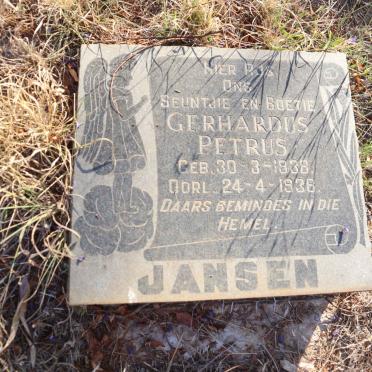 HIER RUS
ONS
SEUNTJIE EN BOETIE
GERHARDUS
PETRUS
GEB. 30-3-1938.
OORL. 24-4-1938.
DAARS BEMINDES IN DIE
HEMEL.
JANSEN